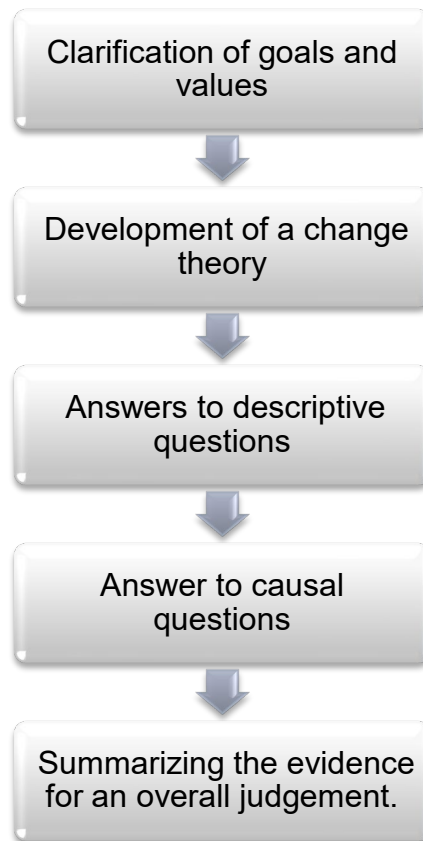 Clarification of goals and
values
Development of a change
theory
Answers to descriptive
questions
Answer to causal
questions
Summarizing the evidence
for an overall judgement.